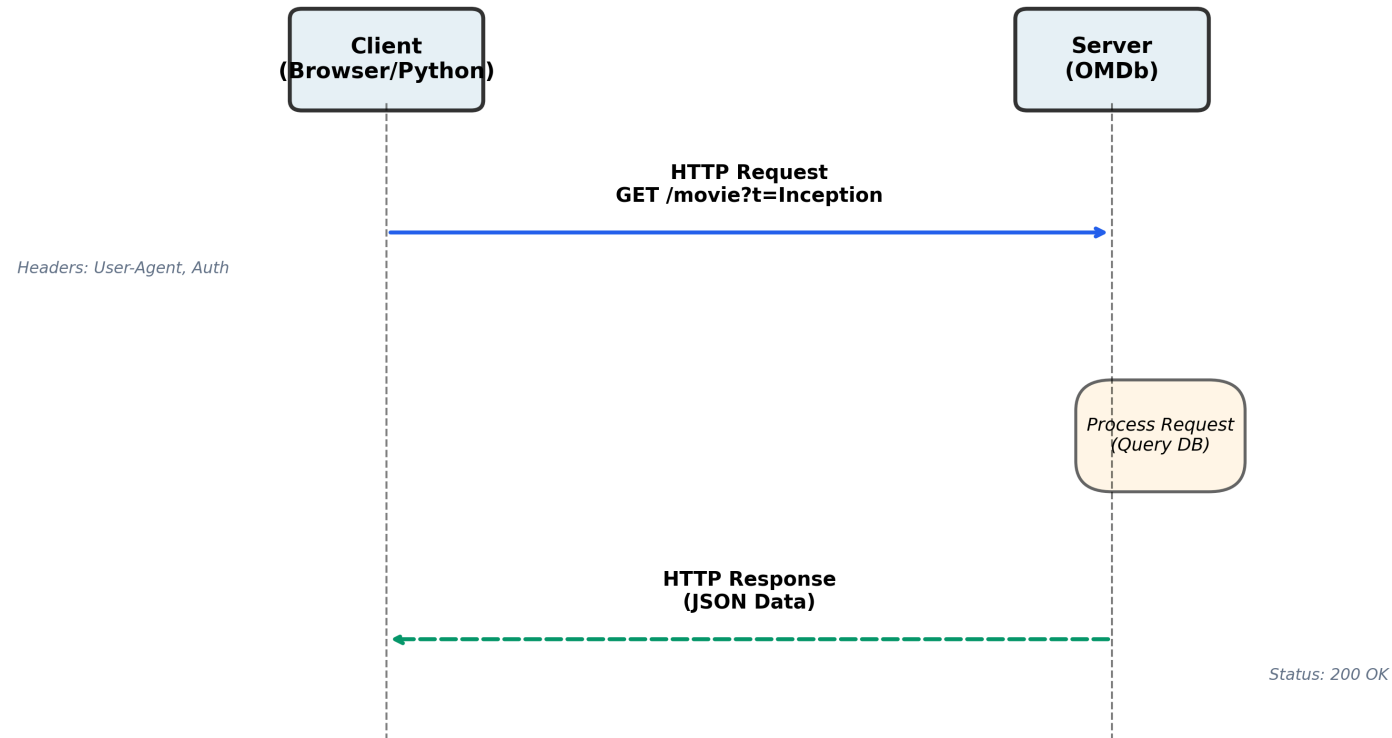 Client
(Browser/Python)
Server
(OMDb)
HTTP Request
GET /movie?t=Inception
Headers: User-Agent, Auth
Process Request
(Query DB)
HTTP Response
(JSON Data)
Status: 200 OK